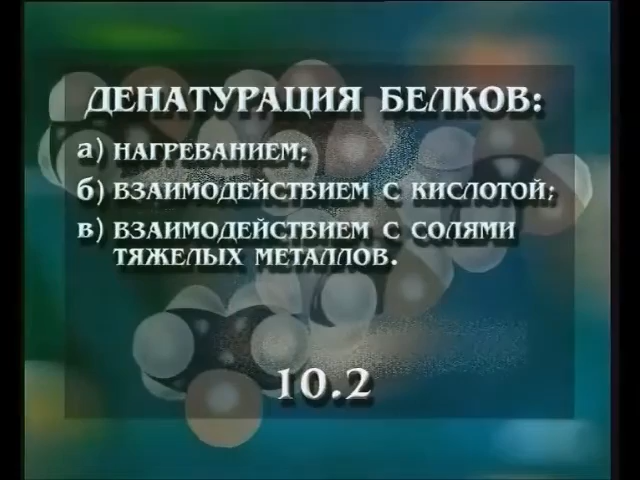 ДЕНАТУРАЦИЯ БЕЛКОВ:
а) НАГРЕВАНИЕМ;
б) ВЗАИМОДЕЙСТВИЕМ С КИСЛОТОЙ;
в) ВЗАИМОДЕЙСТВИЕМ С СОЛЯМИ
ТЯЖЕЛЫХ МЕТАЛЛОВ.
10.2